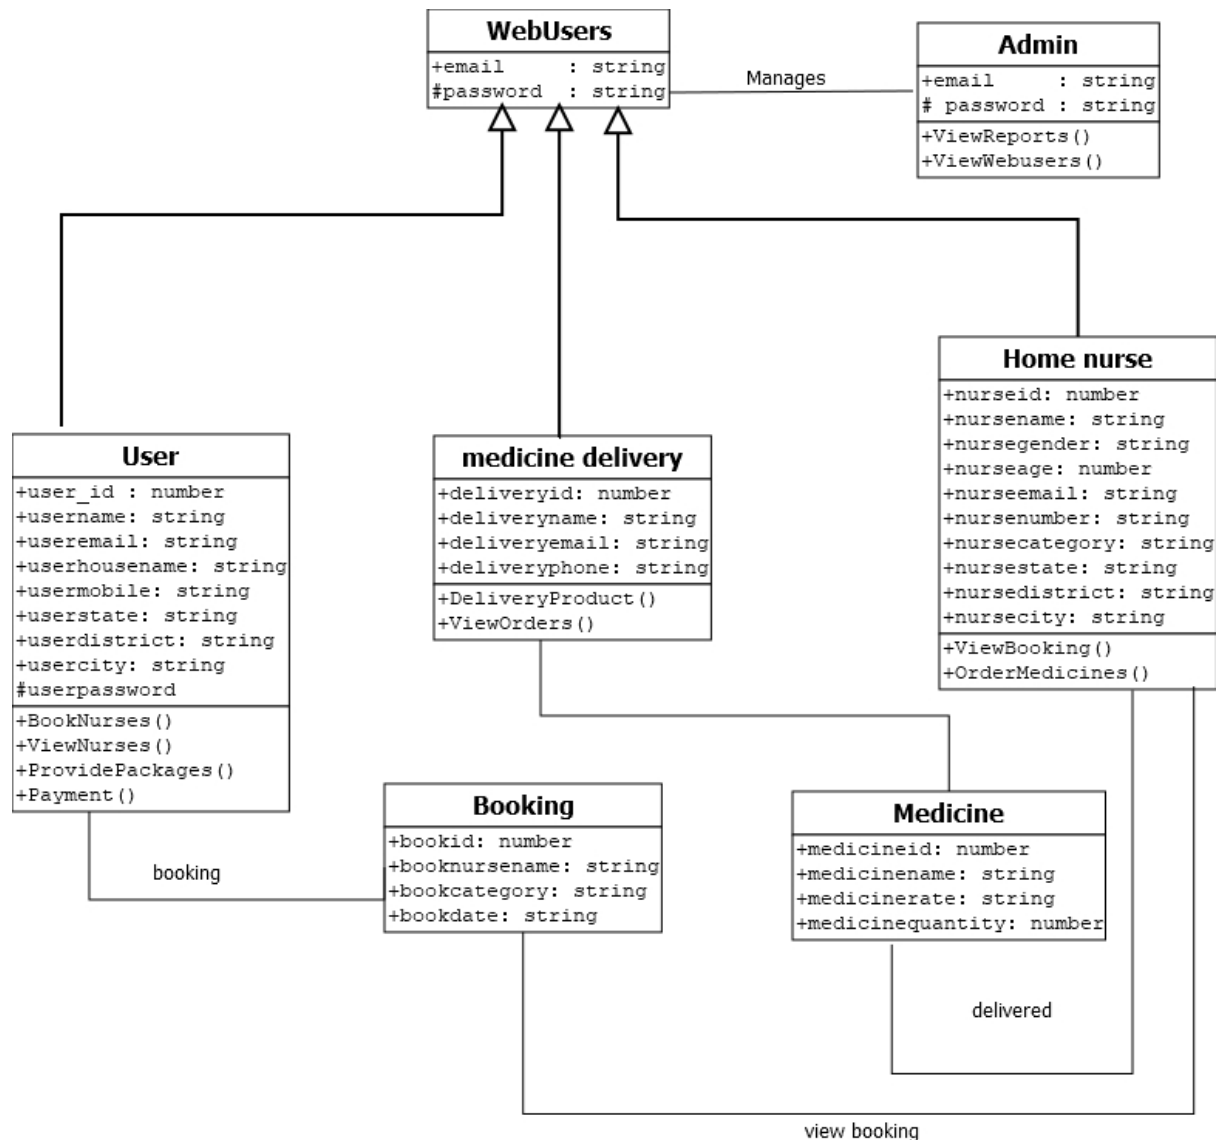 WebUsers
+email : string
#password : string
Manages
Admin
+email : string
# password : string
+ViewReports()
+ViewWebusers()
Home nurse
+nurseid: number
+nursename: string
+nursegender: string
+nurseage: number
+nurseemail: string
+nursenumber: string
+nursecategory: string
+nursestate: string
+nursedistrict: string
+nursecity: string
+ViewBooking()
+OrderMedicines()
User
+user_id : number
+username: string
+useremail: string
+userhousename: string
+usermobile: string
+userstate: string
+userdistrict: string
+usercity: string
#userpassword
+BookNurses()
+ViewNurses()
+ProvidePackages()
+Payment()
medicine delivery
+deliveryid: number
+deliveryname: string
+deliveryemail: string
+deliveryphone: string
+DeliveryProduct()
+ViewOrders()
booking
Booking
+bookid: number
+booknursename: string
+bookcategory: string
+bookdate: string
Medicine
+medicineid: number
+medicinename: string
+medicinerate: string
+medicinequantity: number
delivered
view booking